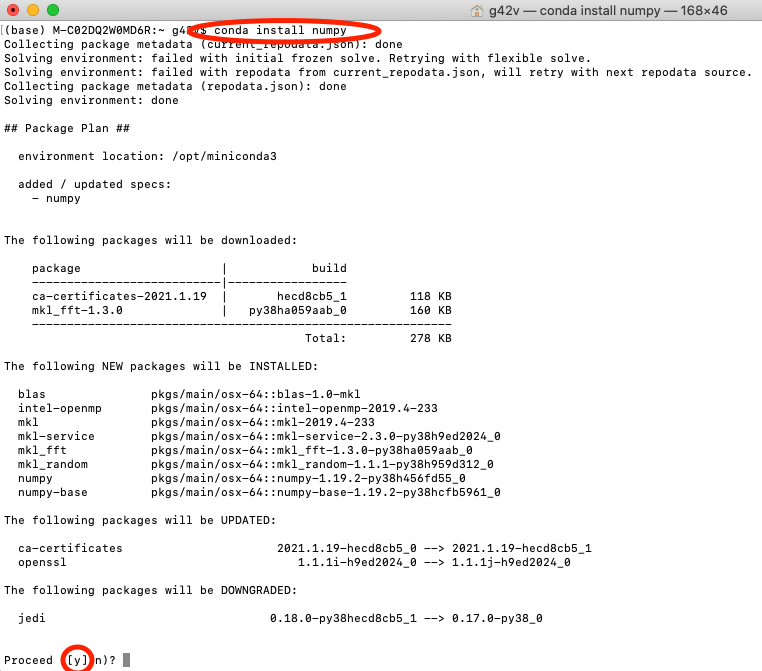 g42v — conda install numpy — 168×46
(base) M-C02DQ2W0MD6R:~ g42v$ conda install numpy
Collecting package metadata (current_repodata.json): done
Solving environment: failed with initial frozen solve. Retrying with flexible solve.
Solving environment: failed with repodata from current_repodata.json, will retry with next repodata source.
Collecting package metadata (repodata.json): done
Solving environment: done
## Package Plan ##
environment location: /opt/miniconda3
added / updated specs:
- numpy
The following packages will be downloaded:
package | build
---------------------------|-----------------
ca-certificates-2021.1.19 | hecd8cb5_1 118 KB
mkl_fft-1.3.0 | py38ha059aab_0 160 KB
------------------------------------------------------------
Total: 278 KB
The following NEW packages will be INSTALLED:
blas pkgs/main/osx-64::blas-1.0-mkl
intel-openmp pkgs/main/osx-64::intel-openmp-2019.4-233
mkl pkgs/main/osx-64::mkl-2019.4-233
mkl-service pkgs/main/osx-64::mkl-service-2.3.0-py38h9ed2024_0
mkl_fft pkgs/main/osx-64::mkl_fft-1.3.0-py38ha059aab_0
mkl_random pkgs/main/osx-64::mkl_random-1.1.1-py38h959d312_0
numpy pkgs/main/osx-64::numpy-1.19.2-py38h456fd55_0
numpy-base pkgs/main/osx-64::numpy-base-1.19.2-py38hcfb5961_0
The following packages will be UPDATED:
ca-certificates 2021.1.19-hecd8cb5_0 --> 2021.1.19-hecd8cb5_1
openssl 1.1.1i-h9ed2024_0 --> 1.1.1j-h9ed2024_0
The following packages will be DOWNGRADED:
jedi 0.18.0-py38hecd8cb5_1 --> 0.17.0-py38_0
Proceed ([y]/n)?